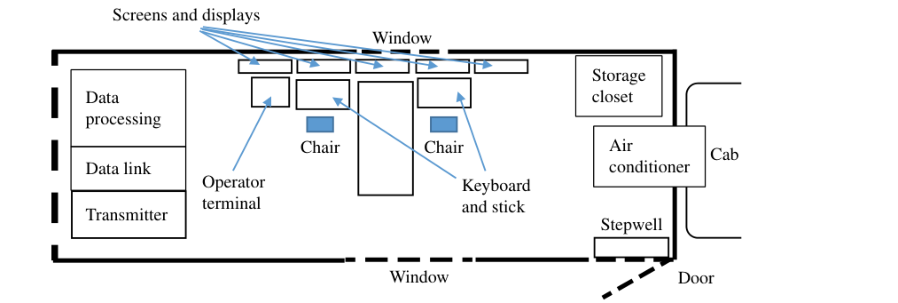 Screens and displays
Window
Storage
closet
Data
processing
Air
conditioner
Cab
Chair
Chair
Data link
Operator
terminal
Keyboard
and stick
Transmitter
Stepwell
Window
Door